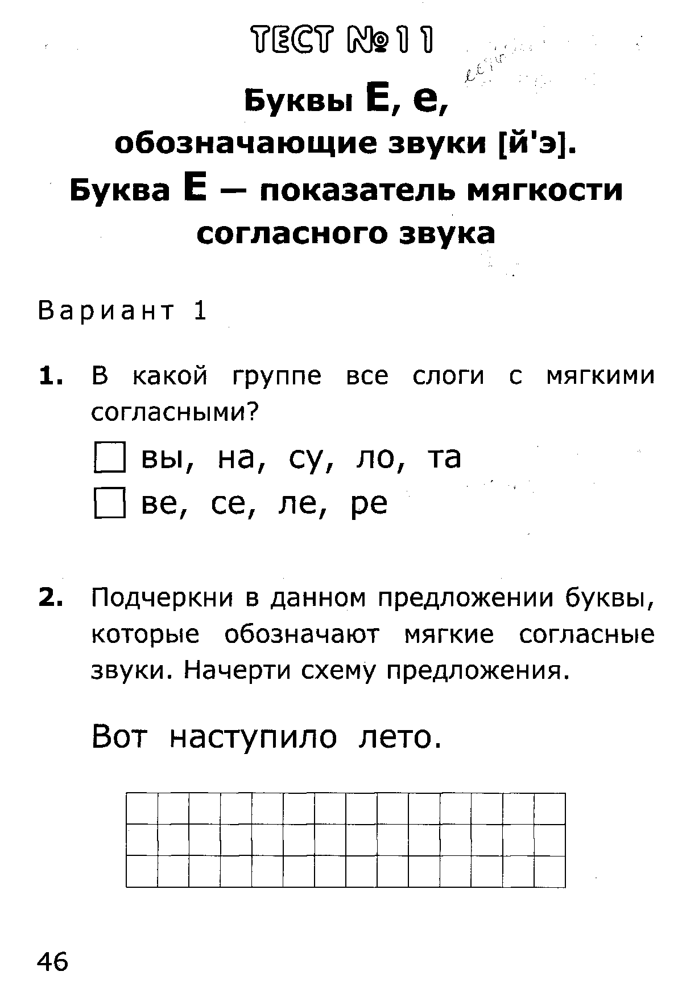 ТЕСТ №11
Буквы Е, е,
обозначающие звуки [й'э].
Буква Е — показатель мягкости
согласного звука
Вариант 1
1. В какой группе все слоги с мягкими
согласными?
вы, на, су, ло, та
ве, се, ле, ре
2. Подчеркни в данном предложении буквы,
которые обозначают мягкие согласные
звуки. Начерти схему предложения.
Вот наступило лето.
46